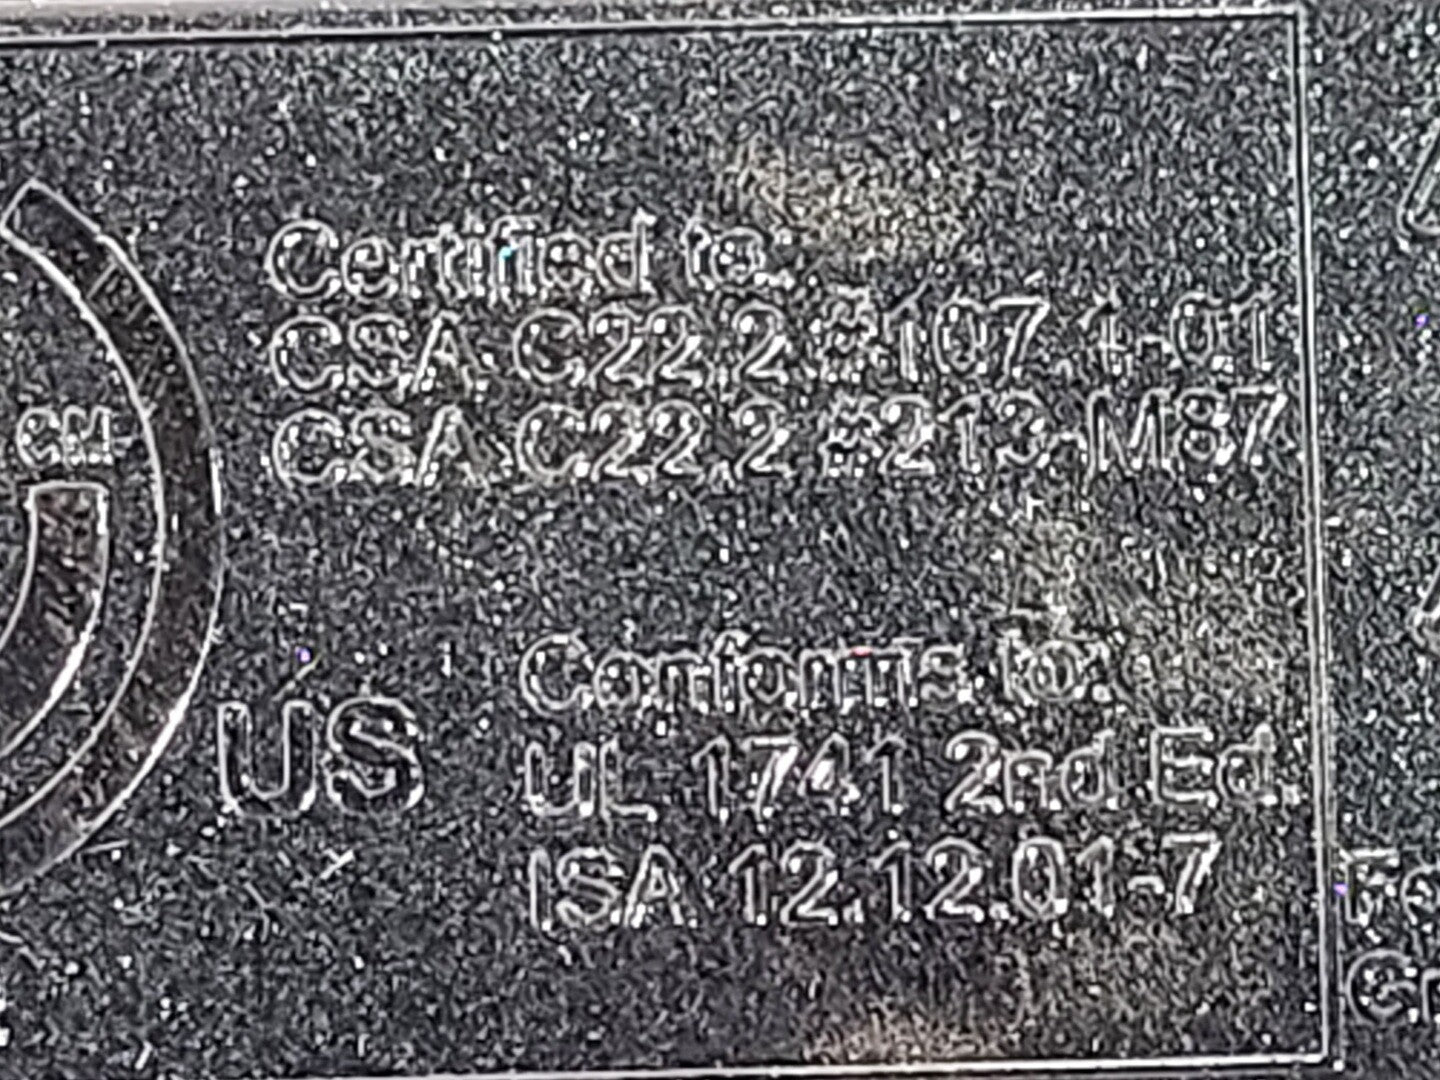 Certified to:
CSA C22.2 #107.1-01
CSA C22.2 #213-M87
CM
US
Conforms to:
UL 1741 2nd Ed.
ISA 12.12.01-7